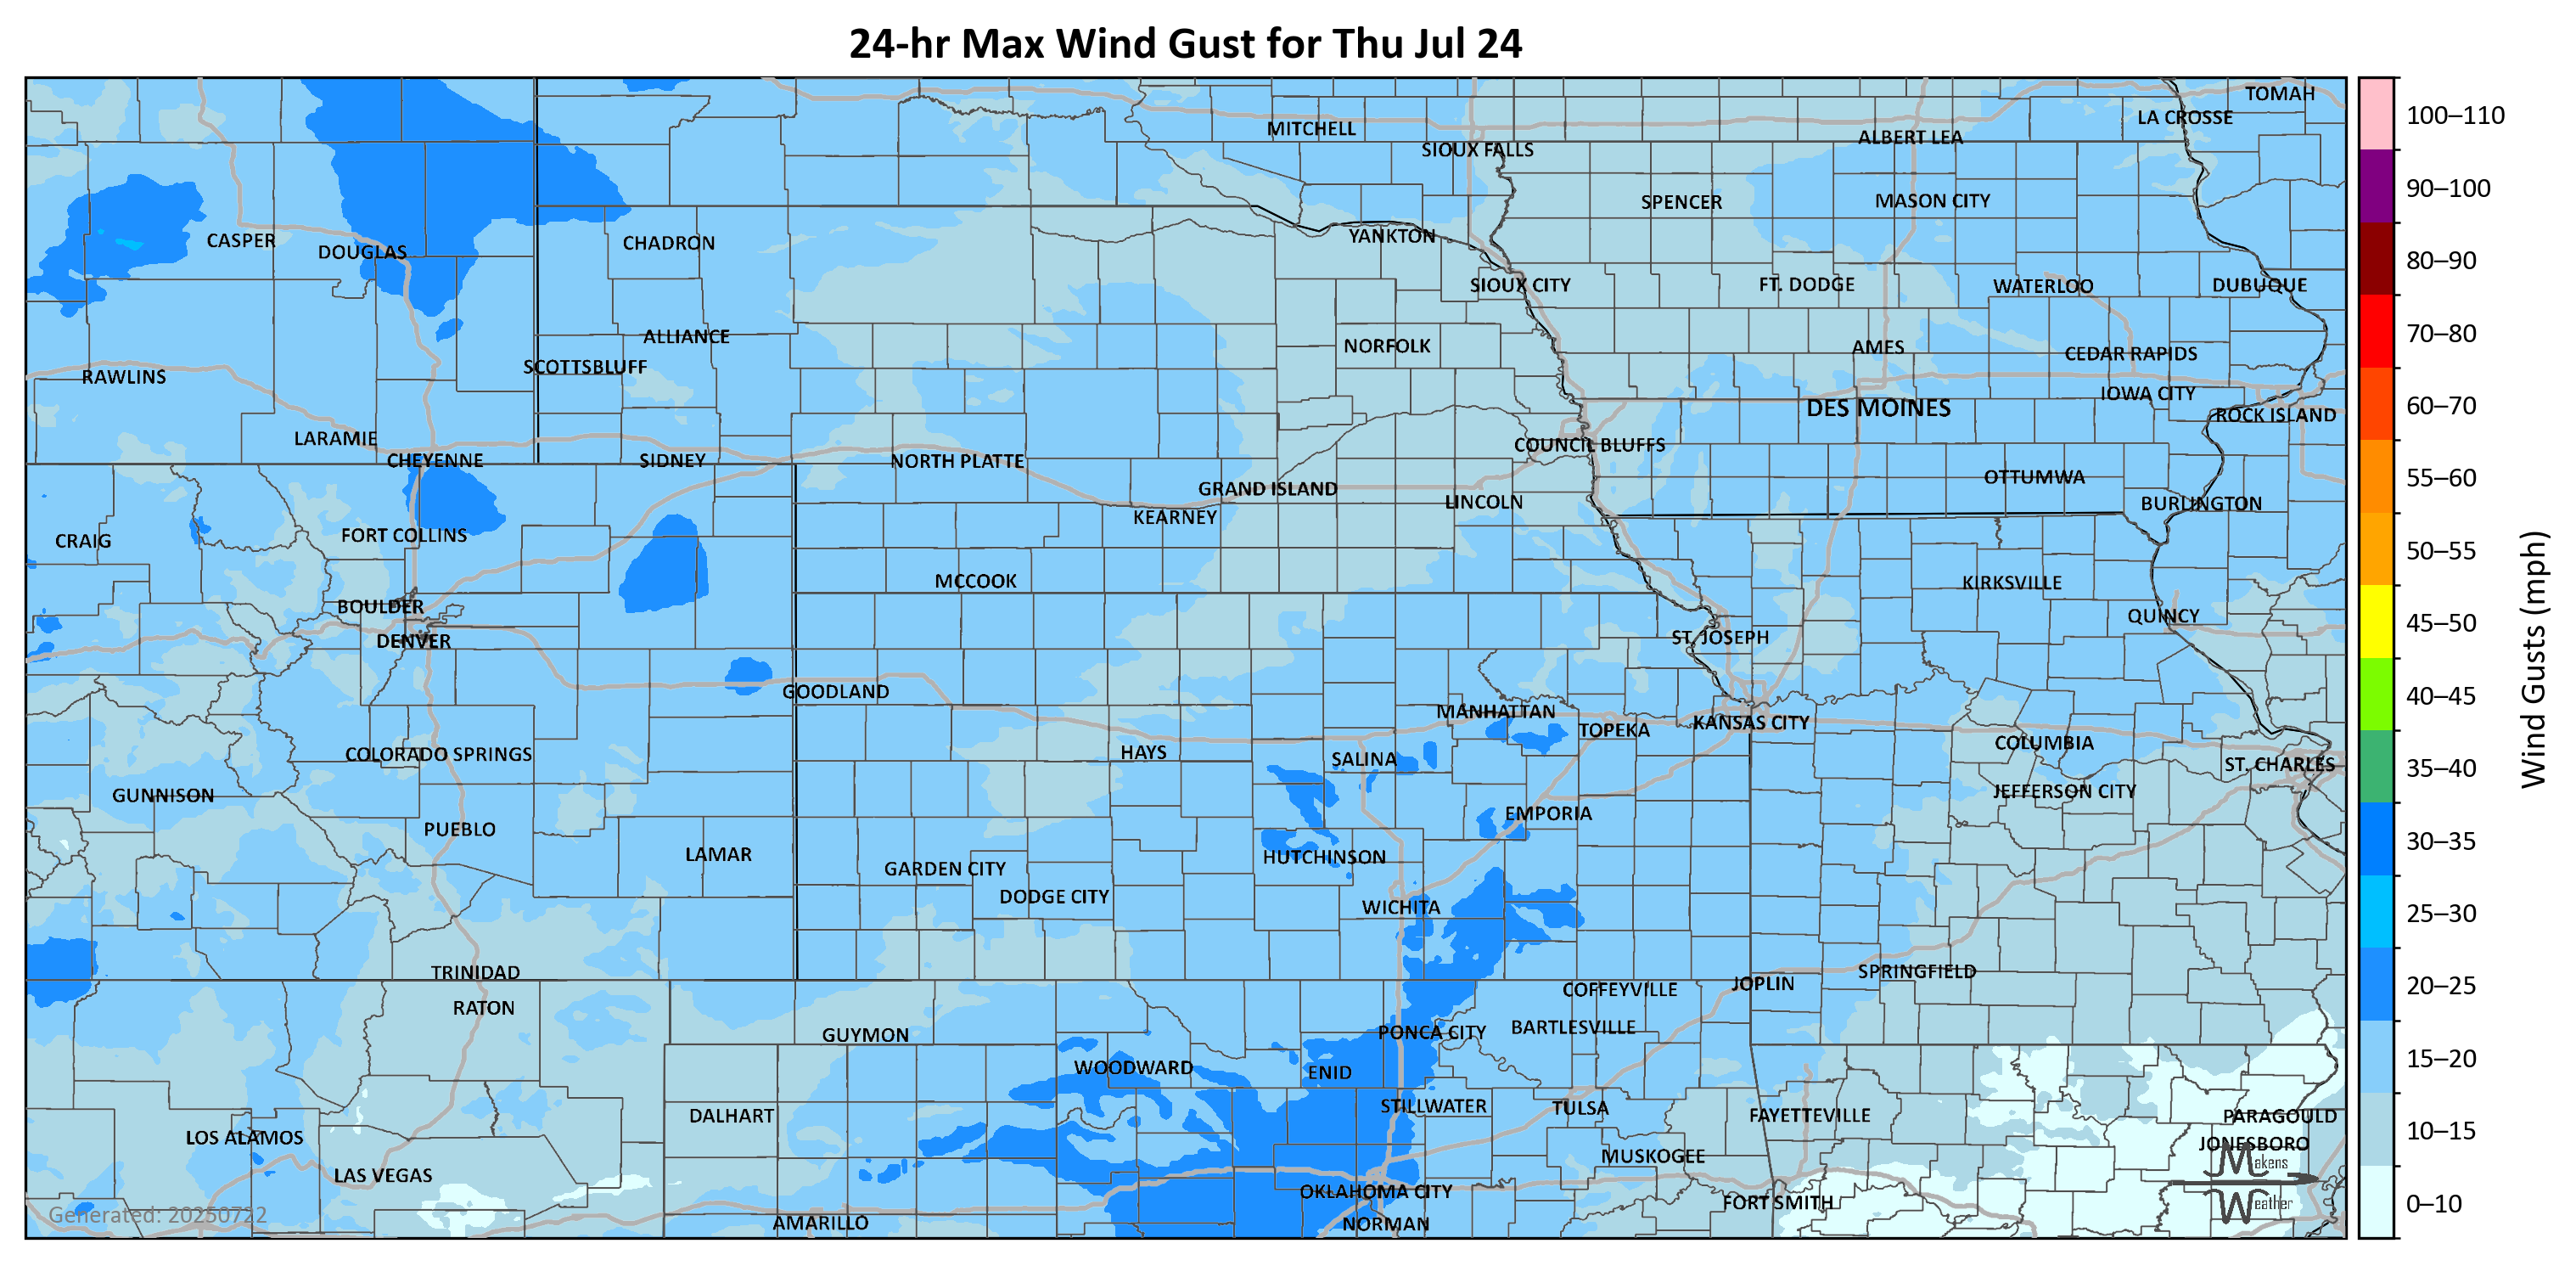 24-hr Max Wind Gust for Thu Jul 24
TOMAH
LA CROSSE
MITCHELL
ALBERT LEA
SIOUX FALLS
SPENCER
MASON CITY
YANKTON
CASPER
DOUGLAS
CHADRON
SIOUX CITY
FT. DODGE
WATERLOO
DUBUQUE
ALLIANCE
NORFOLK
AMES
CEDAR RAPIDS
SCOTTSBLUFF
RAWLINS
IOWA CITY
DES MOINES
ROCK ISLAND
LARAMIE
COUNCIL BLUFFS
CHEYENNE
SIDNEY
NORTH PLATTE
OTTUMWA
GRAND ISLAND
LINCOLN
BURLINGTON
KEARNEY
FORT COLLINS
CRAIG
MCCOOK
KIRKSVILLE
BOULDER
QUINCY
DENVER
ST. JOSEPH
GOODLAND
MANHATTAN
TOPEKA
KANSAS CITY
COLUMBIA
COLORADO SPRINGS
HAYS
SALINA
ST. CHARLES
GUNNISON
JEFFERSON CITY
EMPORIA
PUEBLO
LAMAR
HUTCHINSON
GARDEN CITY
DODGE CITY
WICHITA
TRINIDAD
SPRINGFIELD
JOPLIN
COFFEYVILLE
RATON
GUYMON
PONCA CITY
BARTLESVILLE
WOODWARD
ENID
DALHART
STILLWATER
TULSA
FAYETTEVILLE
PARAGOULD
LOS ALAMOS
JONESBORO
MUSKOGEE
LAS VEGAS
OKLAHOMA CITY
FORT SMITH
AMARILLO
NORMAN
Generated: 20250722
Makens
Weather
100–110
90–100
80–90
70–80
60–70
55–60
50–55
45–50
40–45
35–40
30–35
25–30
20–25
15–20
10–15
0–10
Wind Gusts (mph)